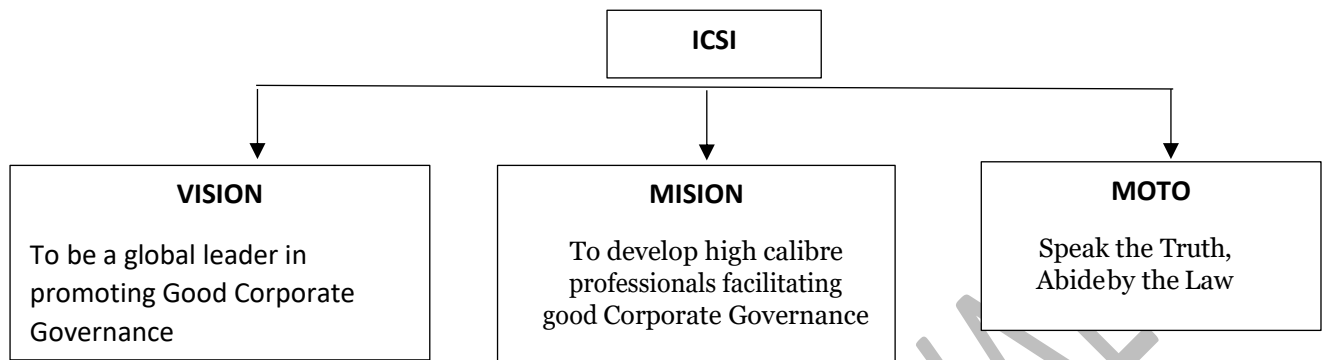 ICSI
VISION
To be a global leader in
promoting Good Corporate
Governance
MISION
To develop high calibre
professionals facilitating
good Corporate Governance
MOTO
Speak the Truth,
Abideby the Law